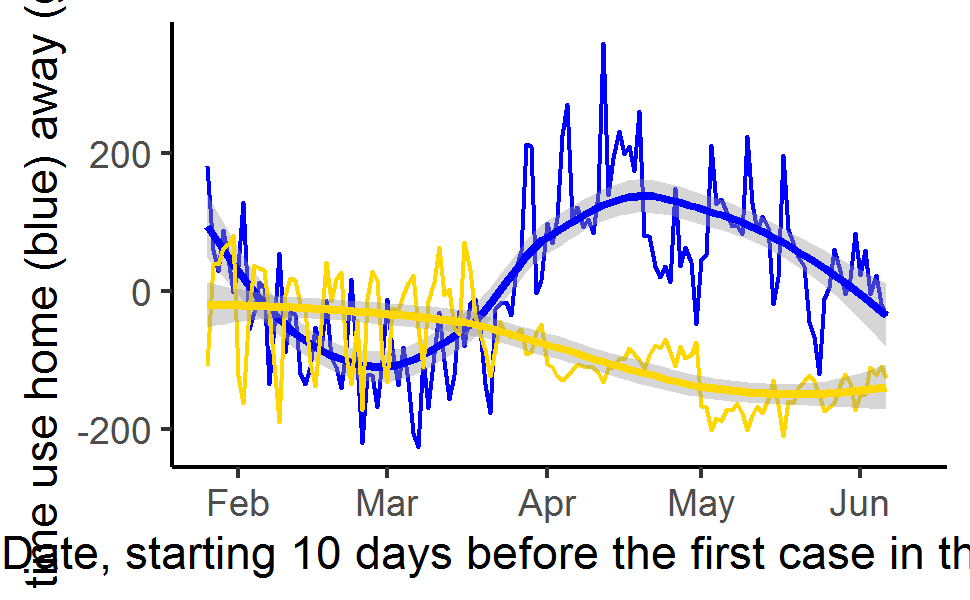 time use home (blue) away (
200
0
-200
Feb Mar Apr May Jun
Date, starting 10 days before the first case in th